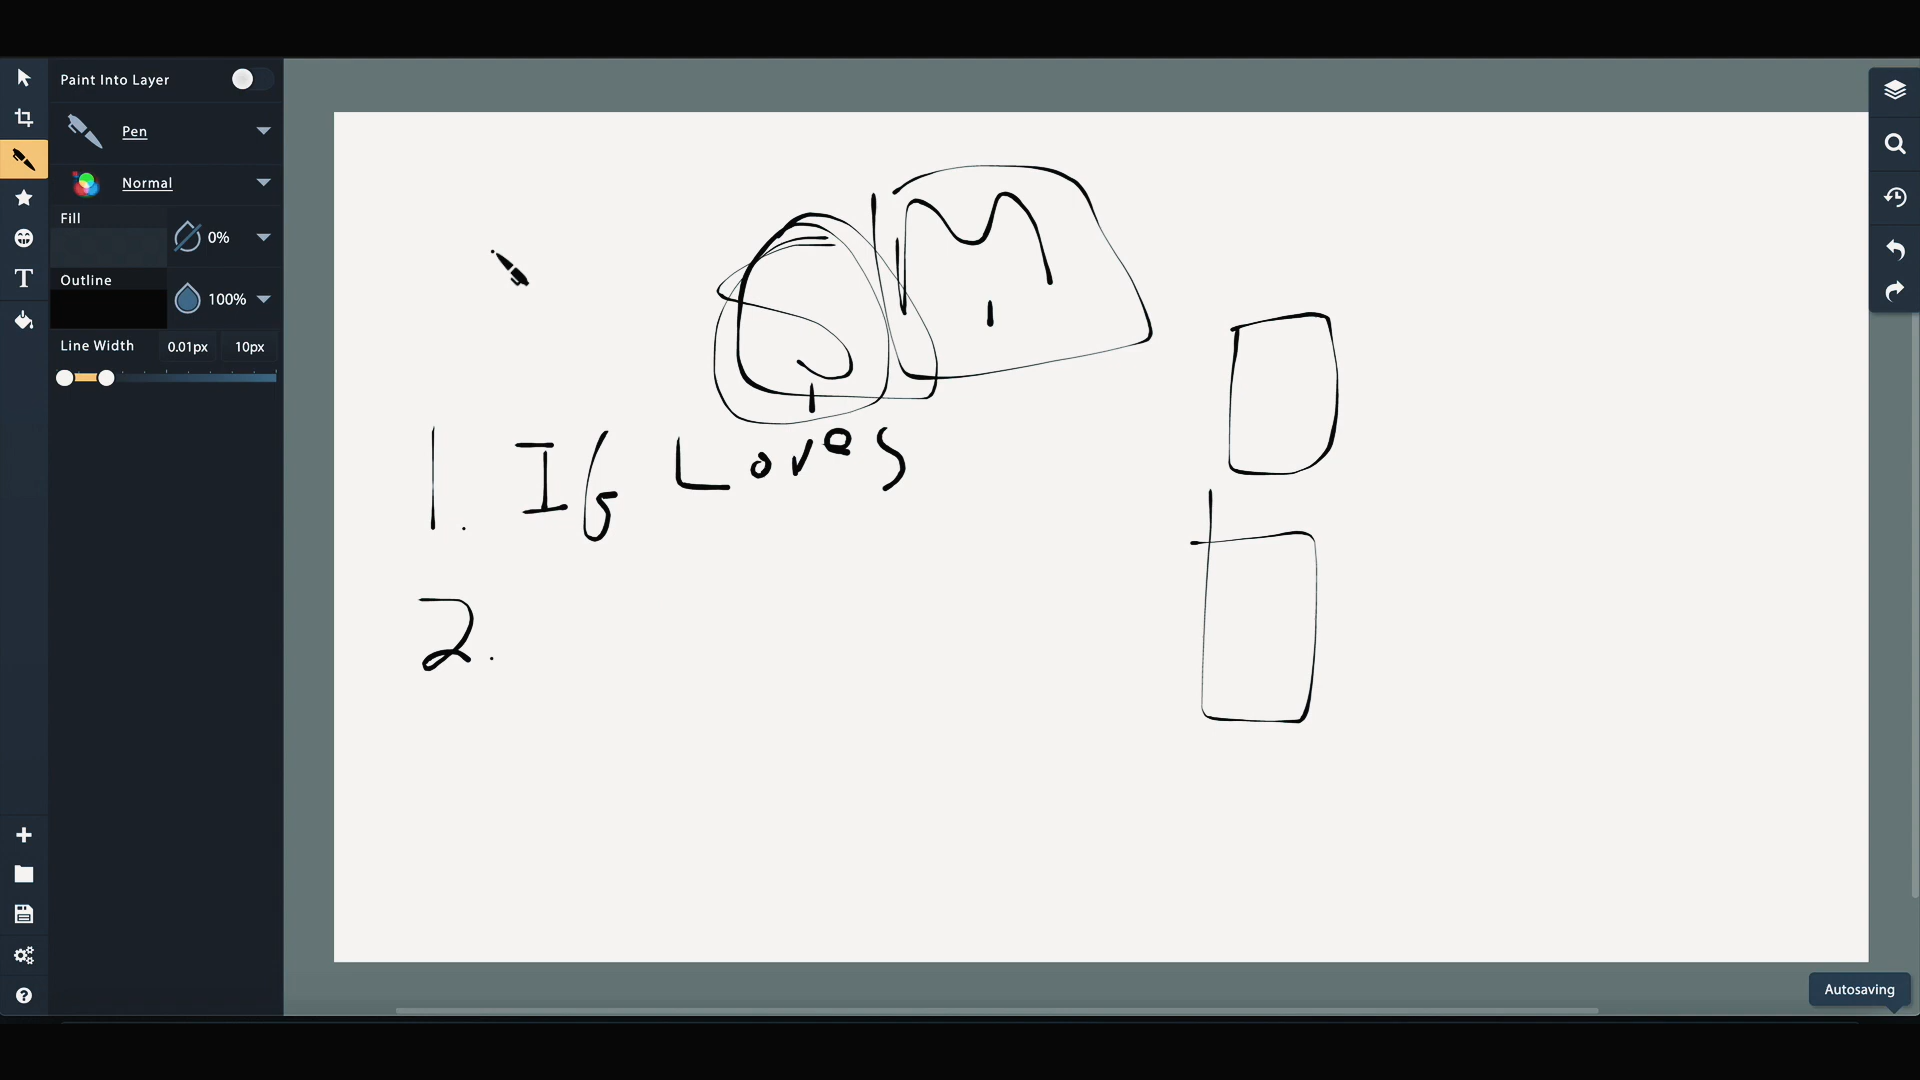 Paint Into Layer
Pen
Normal
Fill
0%
Outline
100%
Line Width 0.01px 10px
M
1. If Loves
2.
T
?
Autosaving